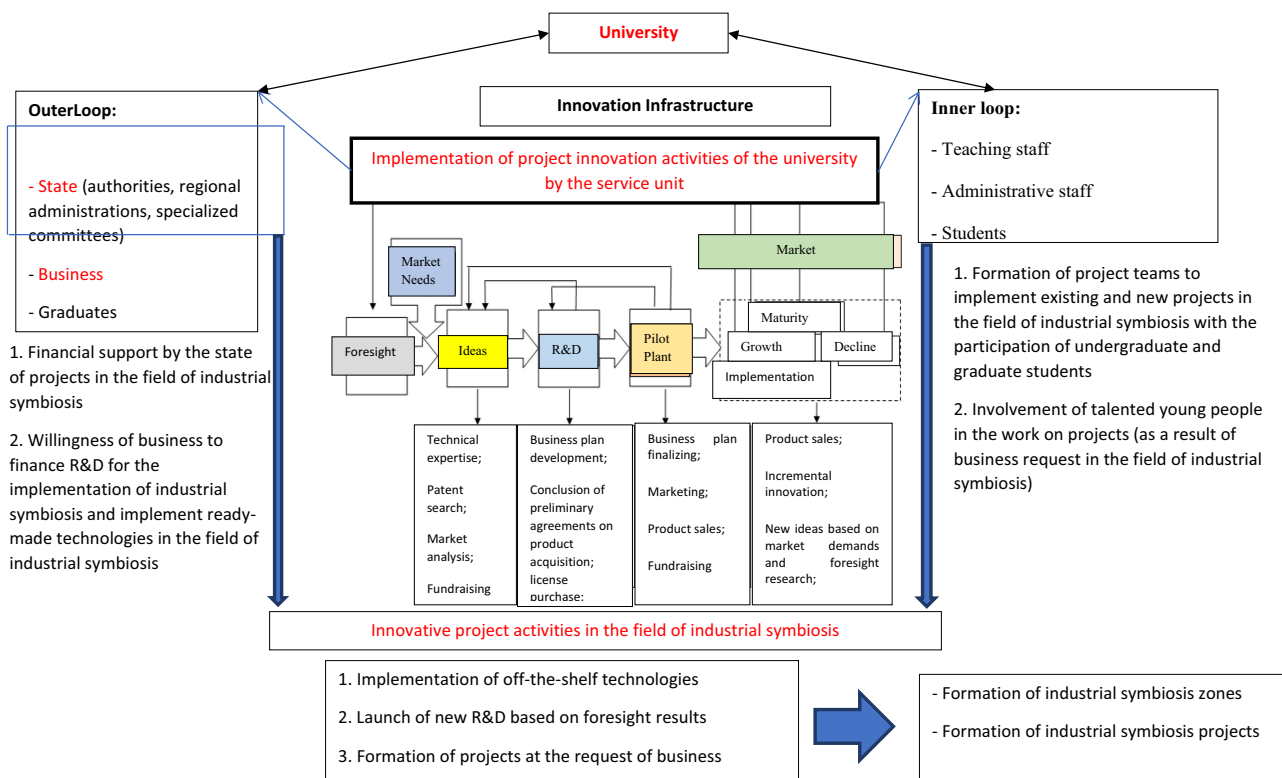 University
OuterLoop:
- State (authorities, regional
administrations, specialized
committees)
- Business
- Graduates
Innovation Infrastructure
Implementation of project innovation activities of the university
by the service unit
Inner loop:
- Teaching staff
- Administrative staff
- Students
Market
Needs
Market
Foresight
Ideas
R&D
Pilot
Plant
Maturity
Growth
Decline
Implementation
1. Financial support by the state
of projects in the field of industrial
symbiosis
2. Willingness of business to
finance R&D for the
implementation of industrial
symbiosis and implement ready-
made technologies in the field of
industrial symbiosis
Technical
expertise;
Patent
search;
Market
analysis;
Fundraising
Business plan
development;
Conclusion of
preliminary
agreements on
product
acquisition;
license
purchase;
Business plan
finalizing;
Marketing;
Product sales;
Fundraising
Product sales;
Incremental
innovation;
New ideas based on
market demands
and foresight
research;
1. Formation of project teams to
implement existing and new projects in
the field of industrial symbiosis with the
participation of undergraduate and
graduate students
2. Involvement of talented young people
in the work on projects (as a result of
business request in the field of industrial
symbiosis)
Innovative project activities in the field of industrial symbiosis
1. Implementation of off-the-shelf technologies
2. Launch of new R&D based on foresight results
3. Formation of projects at the request of business
- Formation of industrial symbiosis zones
- Formation of industrial symbiosis projects